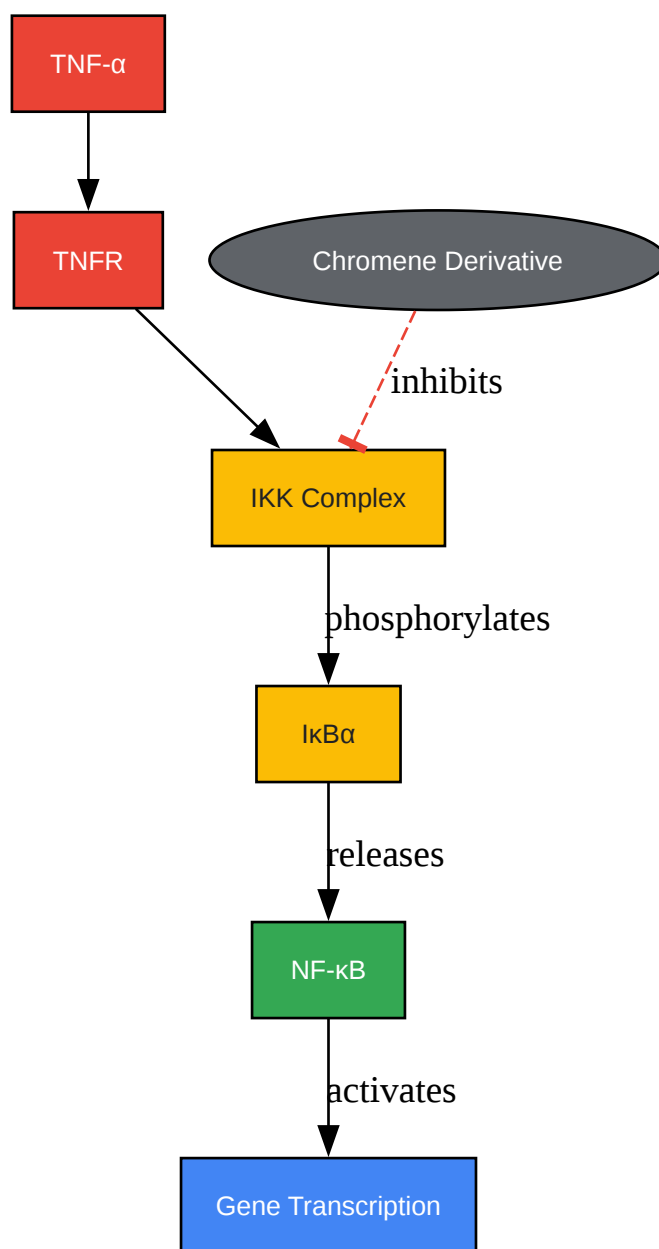 TNF-α
TNFR
Chromene Derivative
inhibits
IKK Complex
phosphorylates
IκBα
releases
NF-κB
activates
Gene Transcription